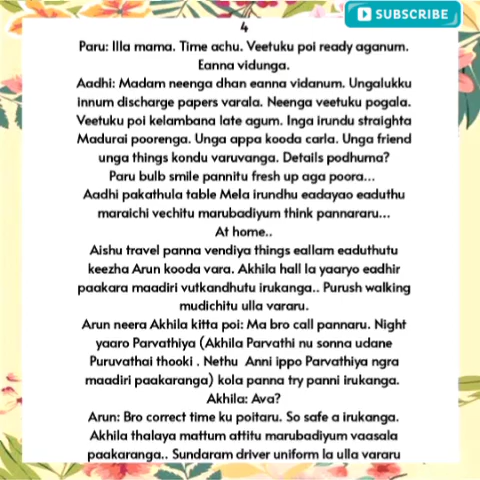 SUBSCRIBE
4
Paru: Illa mama. Time achu. Veetuku poi ready aganum.
Eanna vidunga.
Aadhi: Madam neenga dhan eanna vidanum. Ungalukku
innum discharge papers varala. Neenga veetuku pogala.
Veetuku poi kelambana late agum. Inga irundu straighta
Madurai poorenga. Unga appa kooda carla. Unga friend
unga things kondu varuvanga. Details podhuma?
Paru bulb smile pannitu fresh up aga poora...
Aadhi pakathula table Mela irundhu eadayao eaduthu
maraichi vechitu marubadiyum think pannararu...
At home..
Aishu travel panna vendiya things eallam eaduthutu
keezha Arun kooda vara. Akhila hall la yaaryo eadhir
paakara maadiri vutkandhutu irukanga.. Purush walking
mudichitu ulla vararu.
Arun neera Akhila kitta poi: Ma bro call pannaru. Night
yaaro Parvathiya (Akhila Parvathi nu sonna udane
Puruvathai thooki . Nethu  Anni ippo Parvathiya ngra
maadiri paakaranga) kola panna try panni irukanga.
Akhila: Ava?
Arun: Bro correct time ku poitaru. So safe a irukanga.
Akhila thalaya mattum attitu marubadiyum vaasala
paakaranga.. Sundaram driver uniform la ulla vararu